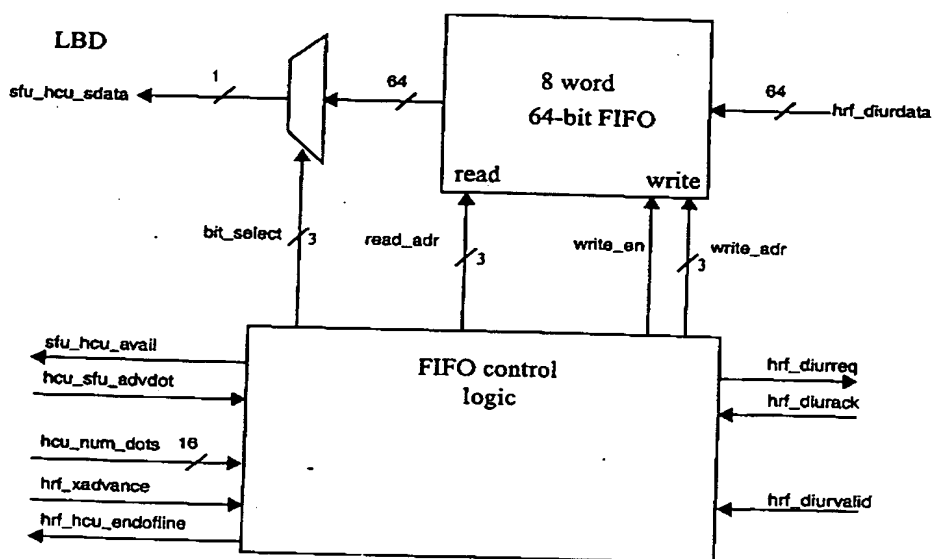 LBD
1
sfu_hcu_sdata
64
8 word
64-bit FIFO
64
hrf_diurdata
read
write
bit_select
3
read_adr
3
write_en
write_adr
3
sfu_hcu_avail
hcu_sfu_advdot
hcu_num_dots
16
hrf_xadvance
hrf_hcu_endofline
FIFO control
logic
hrf_diurreq
hrf_diurack
hrf_diurvalid